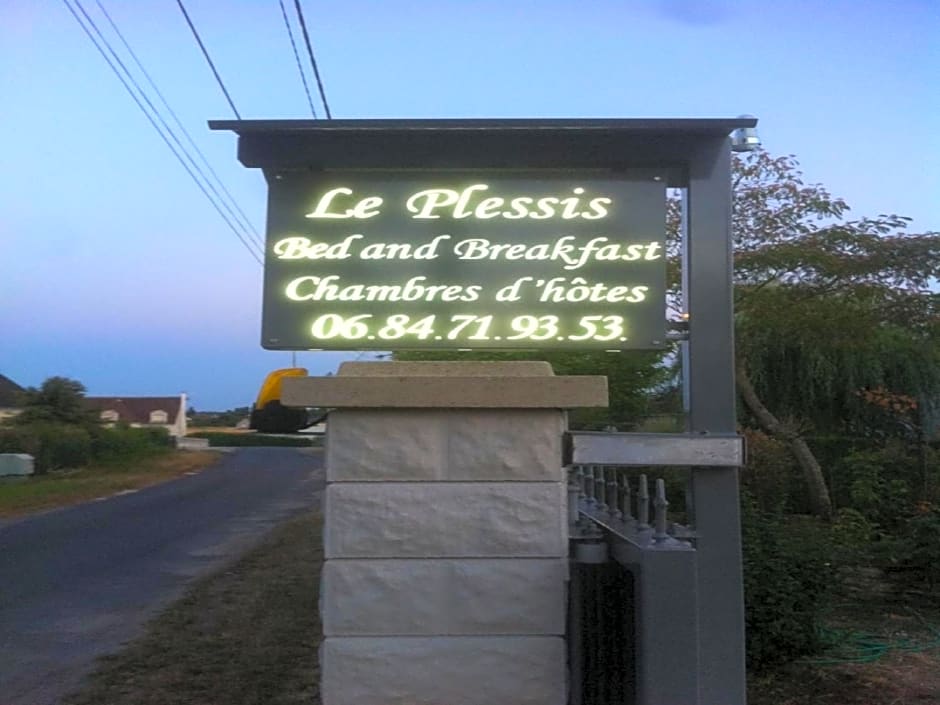 Le Plessis
Bed and Breakfast
Chambres d'hôtes
06.84.71.93.53.